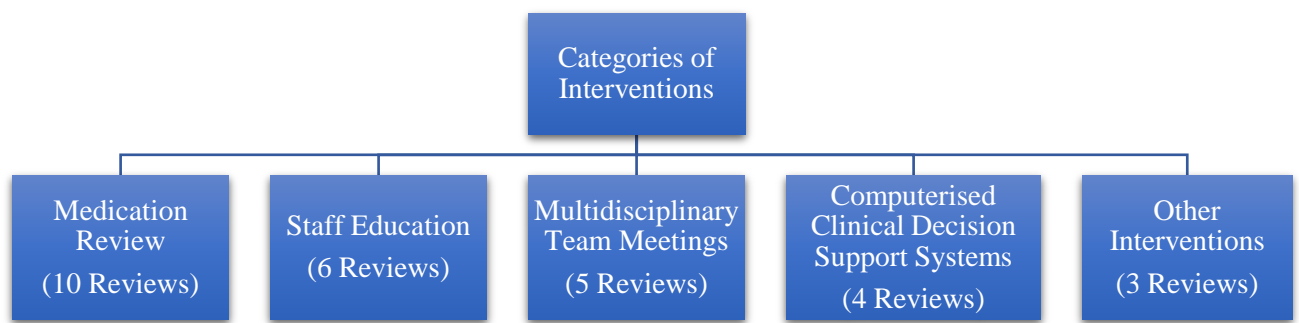 Categories of
Interventions
Medication
Review
(10 Reviews)
Staff Education
(6 Reviews)
Multidisciplinary
Team Meetings
(5 Reviews)
Computerised
Clinical Decision
Support Systems
(4 Reviews)
Other
Interventions
(3 Reviews)